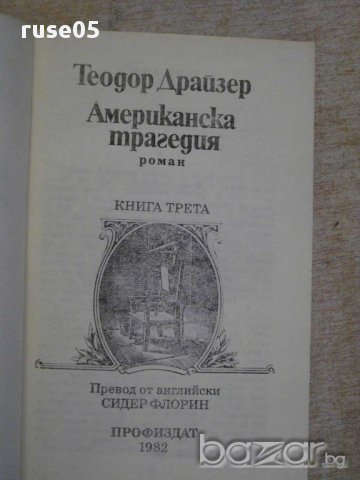 ruse05
Теодор Драйзер
Американска
трагедия
роман
КНИГА ТРЕТА
Превод от английски
СИДЕР ФЛОРИН
ПРОФИЗДАТ
1982
bazar.bg